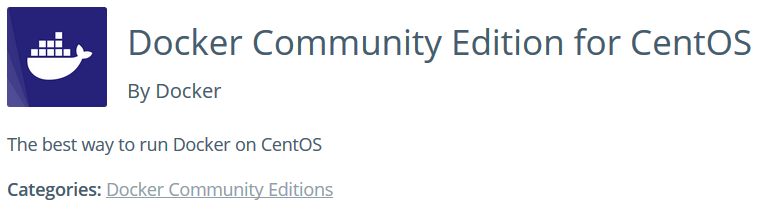 Docker Community Edition for CentOS
By Docker
The best way to run Docker on CentOS
Categories: Docker Community Editions